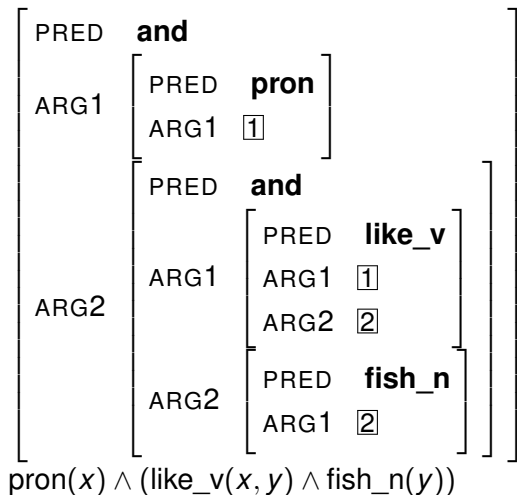 PRED and
ARG1
PRED pron
ARG1 1
ARG2
PRED and
ARG1
PRED like_v
ARG1 1
ARG2 2
ARG2
PRED fish_n
ARG1 2
pron(x) ∧ (like_v(x, y) ∧ fish_n(y))